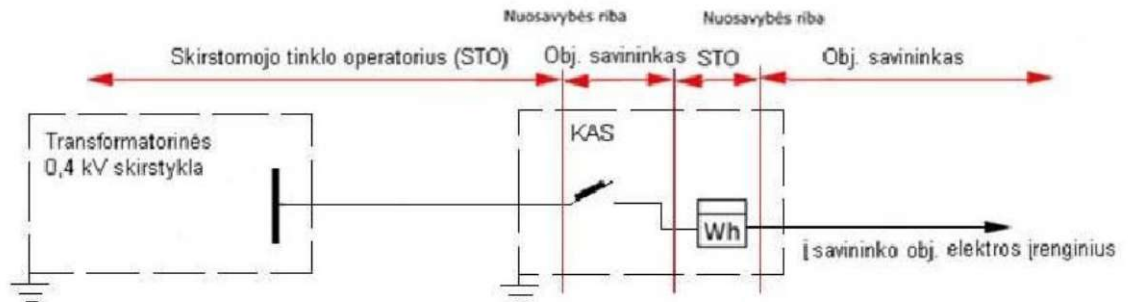 Nuosavybės riba
Nuosavybės riba
Skirstomojo tinklo operatorius (STO)
Obj. savininkas
STO
Obj. savininkas
Transformatorinės
0,4 kV skirstykla
KAS
Wh
į savininko obj. elektros įrenginius